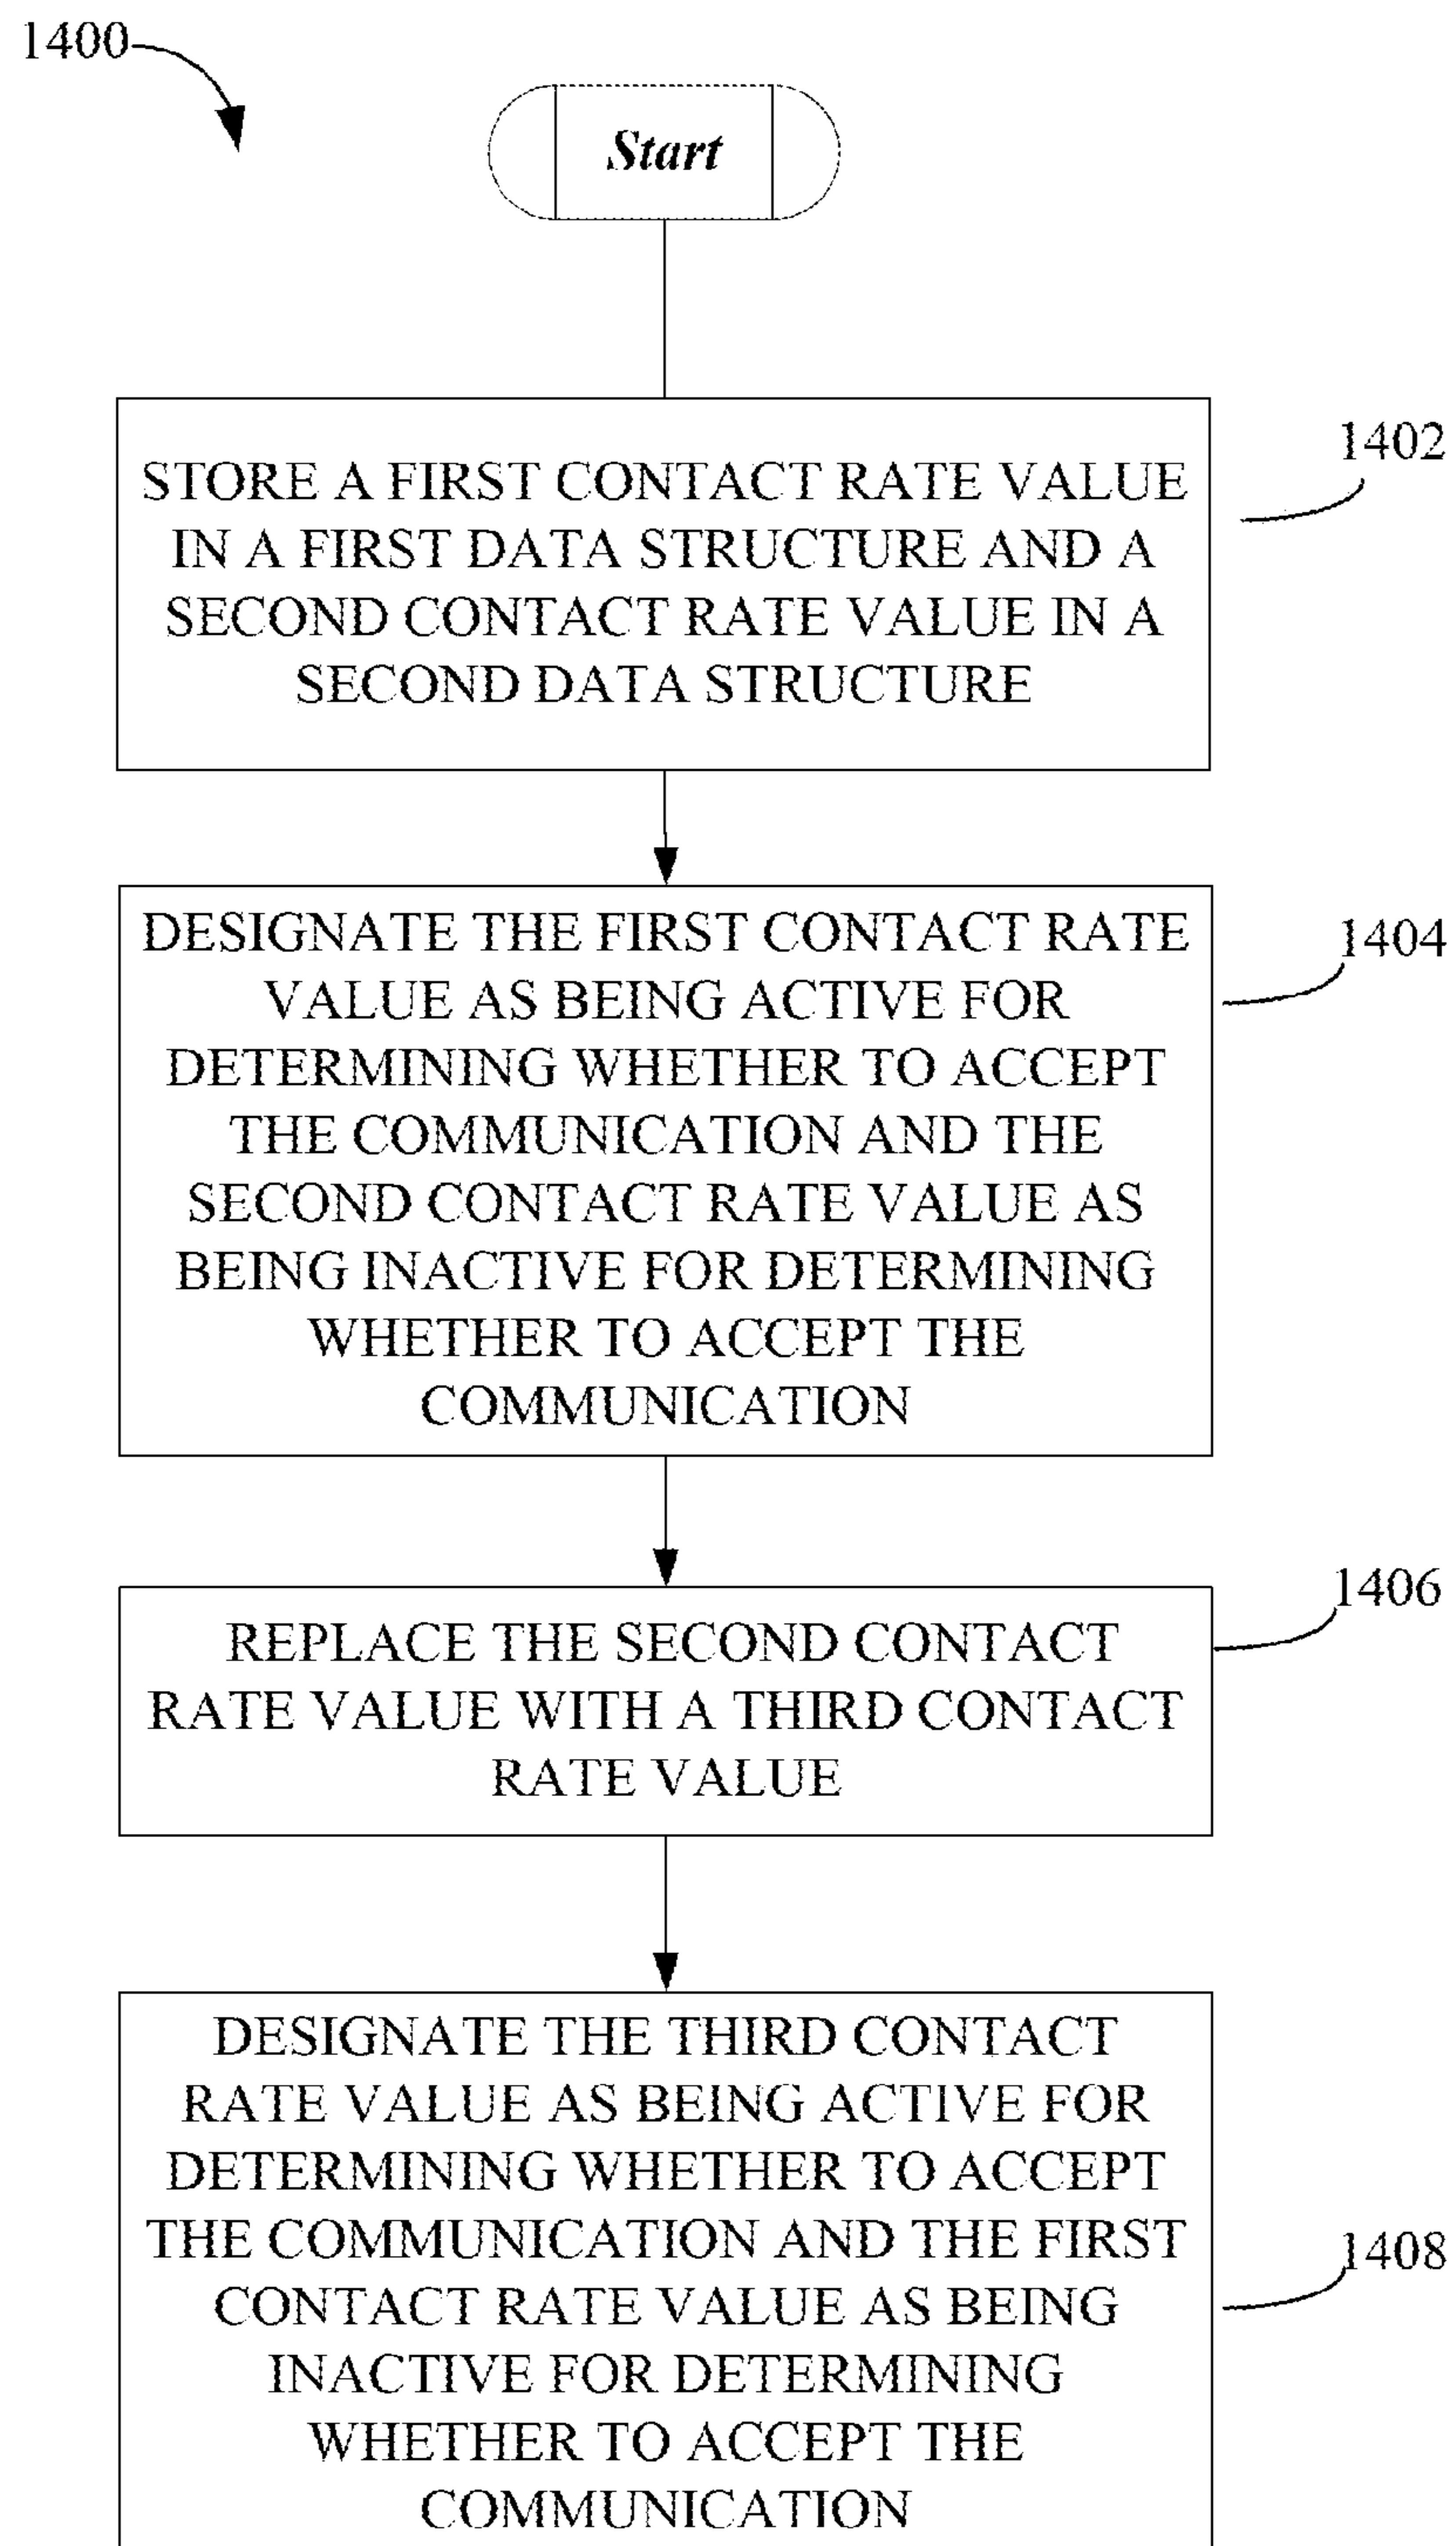 1400
Start
STORE A FIRST CONTACT RATE VALUE
IN A FIRST DATA STRUCTURE AND A
SECOND CONTACT RATE VALUE IN A
SECOND DATA STRUCTURE
1402
DESIGNATE THE FIRST CONTACT RATE
VALUE AS BEING ACTIVE FOR
DETERMINING WHETHER TO ACCEPT
THE COMMUNICATION AND THE
SECOND CONTACT RATE VALUE AS
BEING INACTIVE FOR DETERMINING
WHETHER TO ACCEPT THE
COMMUNICATION
1404
REPLACE THE SECOND CONTACT
RATE VALUE WITH A THIRD CONTACT
RATE VALUE
1406
DESIGNATE THE THIRD CONTACT
RATE VALUE AS BEING ACTIVE FOR
DETERMINING WHETHER TO ACCEPT
THE COMMUNICATION AND THE FIRST
CONTACT RATE VALUE AS BEING
INACTIVE FOR DETERMINING
WHETHER TO ACCEPT THE
COMMUNICATION
1408